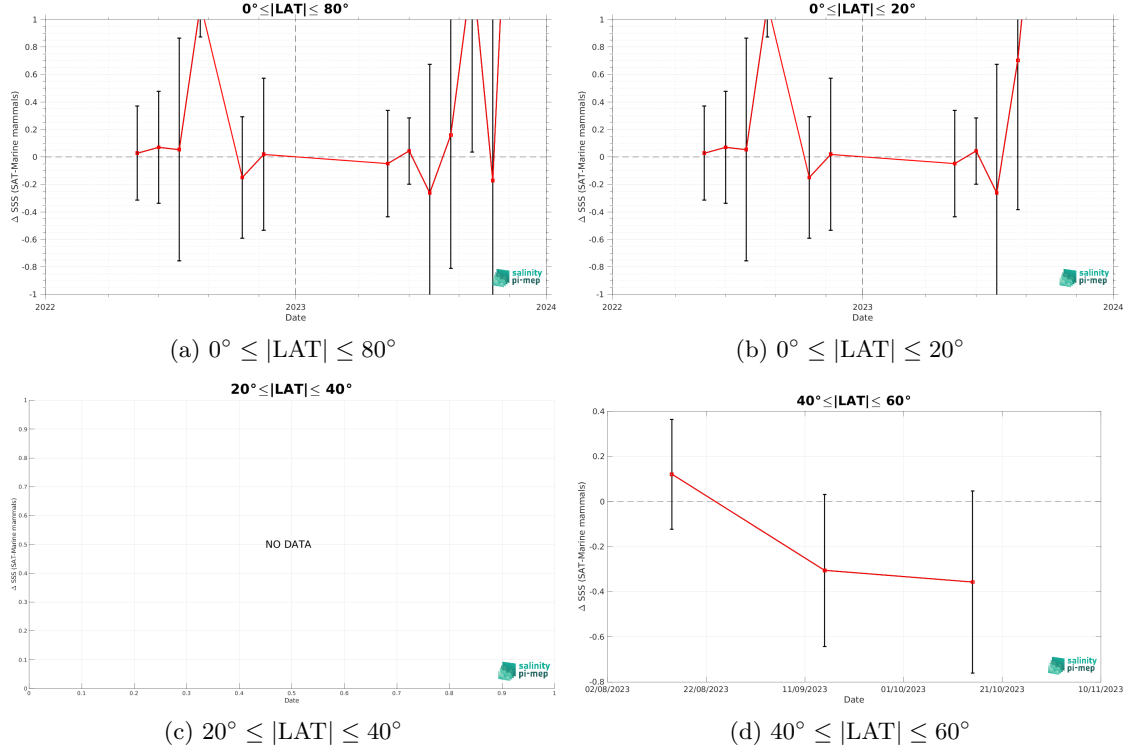 0°≤|LAT|≤ 80°
1
0.8
0.6
0.4
0.2
0
-0.2
-0.4
-0.6
-0.8
-1
Δ SSS (SAT-Marine mammals)
2022
2023
2024
Date
salinity
pi-mep
(a) 0° ≤ |LAT| ≤ 80°
0°≤|LAT|≤ 20°
1
0.8
0.6
0.4
0.2
0
-0.2
-0.4
-0.6
-0.8
-1
Δ SSS (SAT-Marine mammals)
2022
2023
2024
Date
salinity
pi-mep
(b) 0° ≤ |LAT| ≤ 20°
20°≤|LAT|≤ 40°
1
0.9
0.8
0.7
0.6
0.5
0.4
0.3
0.2
0.1
0
Δ SSS (SAT-Marine mammals)
NO DATA
0
0.1
0.2
0.3
0.4
0.5
0.6
0.7
0.8
0.9
1
Date
salinity
pi-mep
(c) 20° ≤ |LAT| ≤ 40°
40°≤|LAT|≤ 60°
0.4
0.2
0
-0.2
-0.4
-0.6
-0.8
Δ SSS (SAT-Marine mammals)
02/08/2023
22/08/2023
11/09/2023
01/10/2023
21/10/2023
10/11/2023
Date
salinity
pi-mep
(d) 40° ≤ |LAT| ≤ 60°